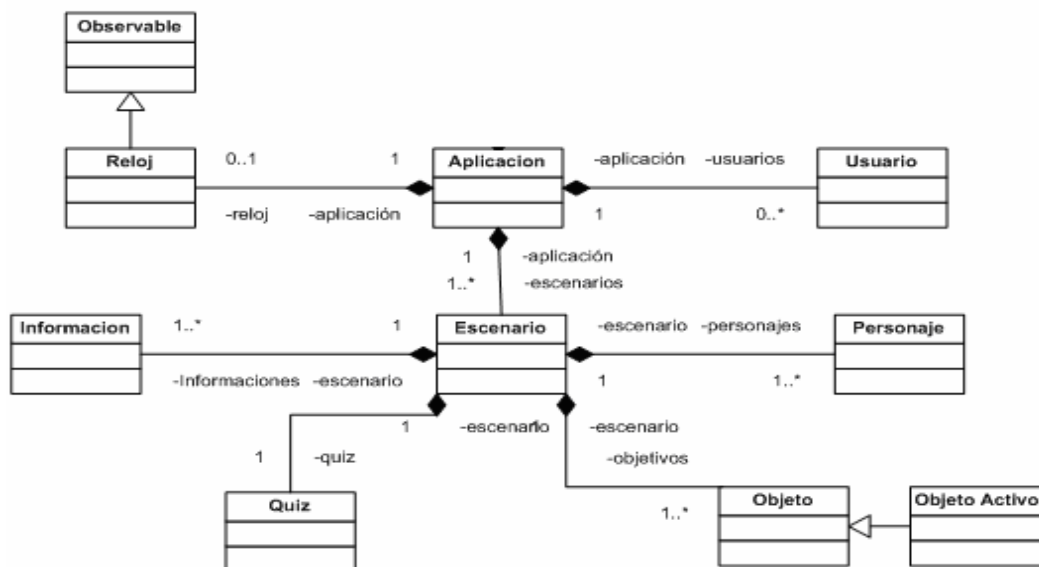 Observable
Reloj
0..1
1
Aplicacion
-aplicación
-usuarios
Usuario
-reloj
-aplicación
1
0..*
1
-aplicación
1..*
-escenarios
Informacion
1..*
1
Escenario
-escenario
-personajes
Personaje
-Informaciones
-escenario
1
1..*
1
-escenario
1
-escenario
1
-quiz
-objetivos
Quiz
1..*
Objeto
Objeto Activo